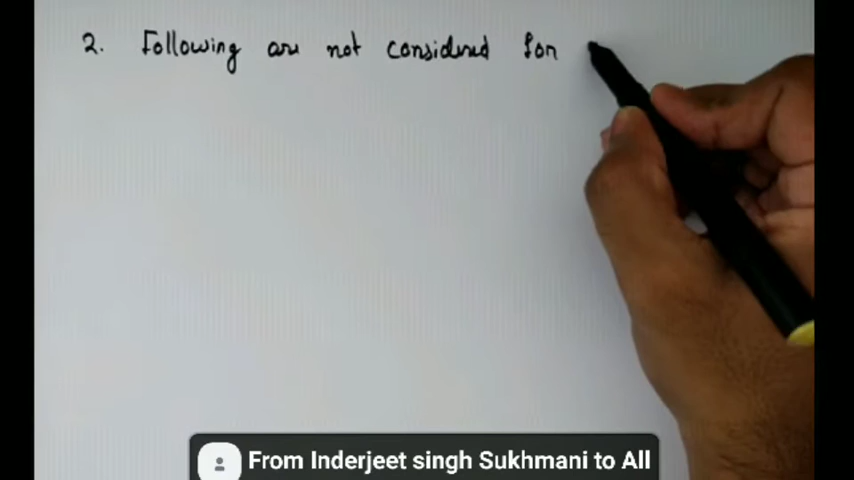 2. Following are not considered for
From Inderjeet singh Sukhmani to All